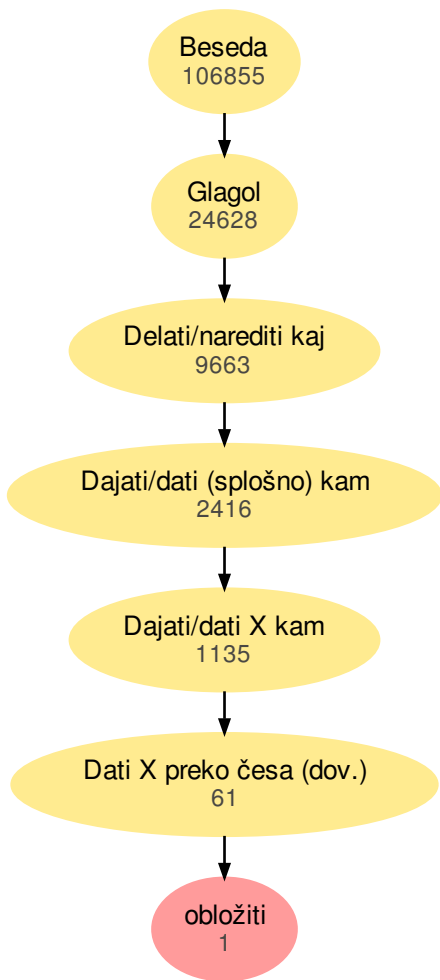 Beseda
106855
Glagol
24628
Delati/narediti kaj
9663
Dajati/dati (splošno) kam
2416
Dajati/dati X kam
1135
Dati X preko česa (dov.)
61
obložiti
1